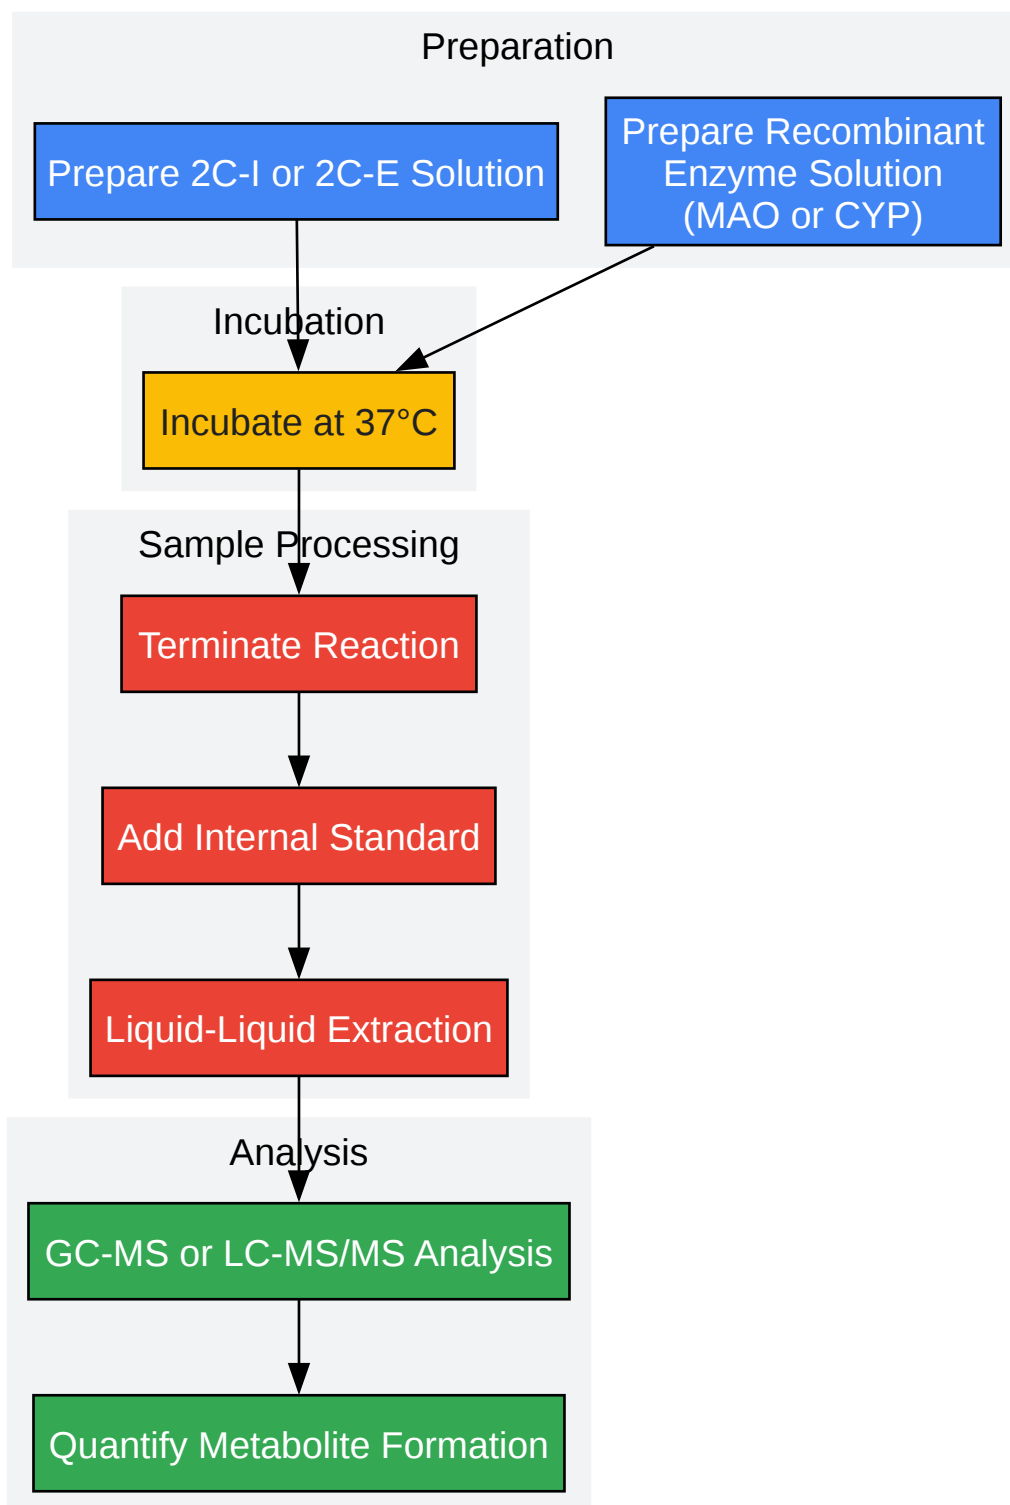 Preparation
Prepare 2C-I or 2C-E Solution
Prepare Recombinant
Enzyme Solution
(MAO or CYP)
Incubation
Incubate at 37°C
Sample Processing
Terminate Reaction
Add Internal Standard
Liquid-Liquid Extraction
Analysis
GC-MS or LC-MS/MS Analysis
Quantify Metabolite Formation